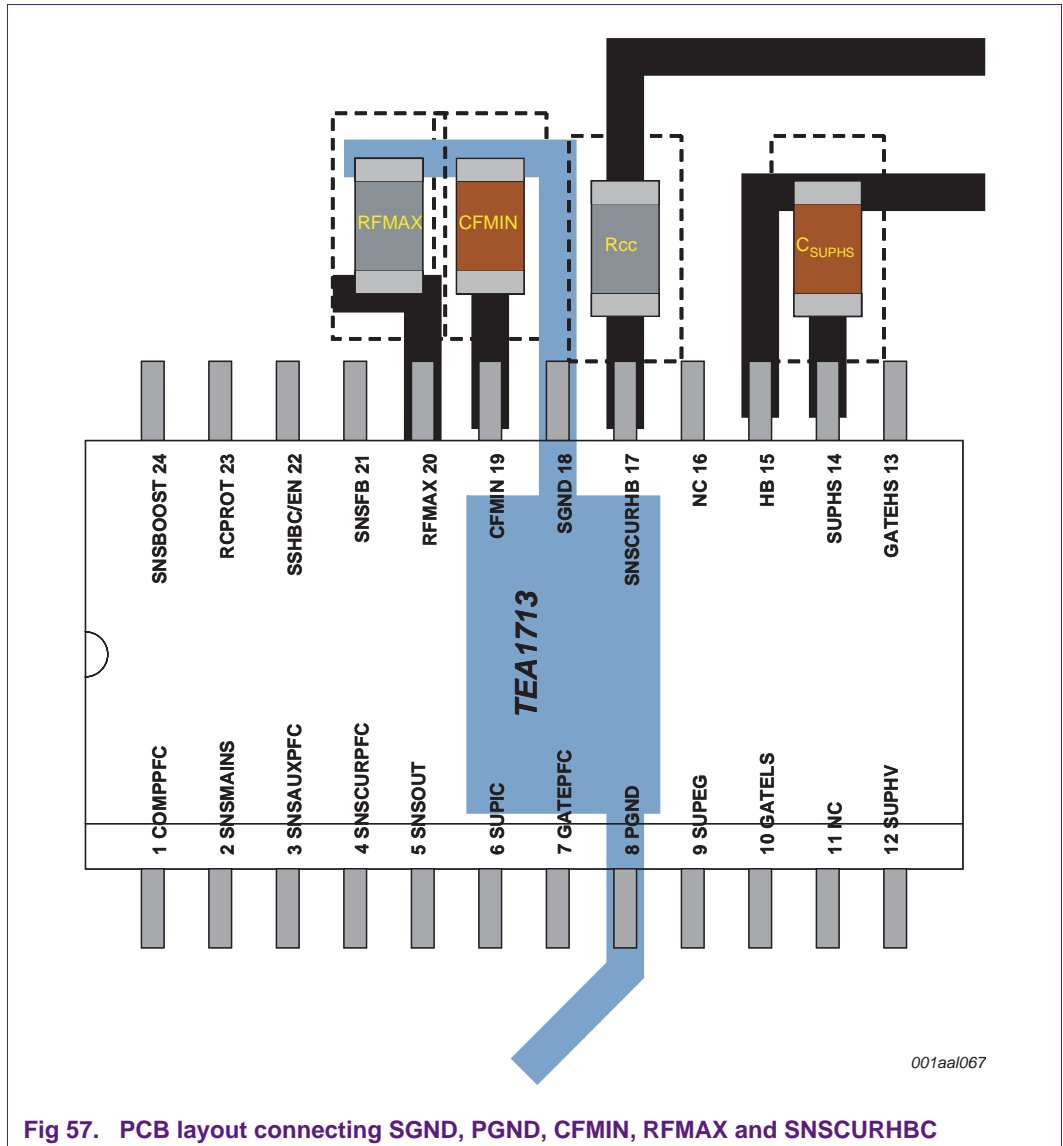 RFMAX
CFMIN
Rcc
CSUPHS
SNSBOOST 24
RCPROT 23
SSHBC/EN 22
SNSFB 21
RFMAX 20
CFMIN 19
SGND 18
SNSCURHB 17
NC 16
HB 15
SUPHS 14
GATEHS 13
TEA1713
1 COMPPFC
2 SNSMAINS
3 SNSAUXPFC
4 SNSCURPFC
5 SNSOUT
6 SUPIC
7 GATEPFC
8 PGND
9 SUPEG
10 GATELS
11 NC
12 SUPHV
001aal067
Fig 57. PCB layout connecting SGND, PGND, CFMIN, RFMAX and SNSCURHBC